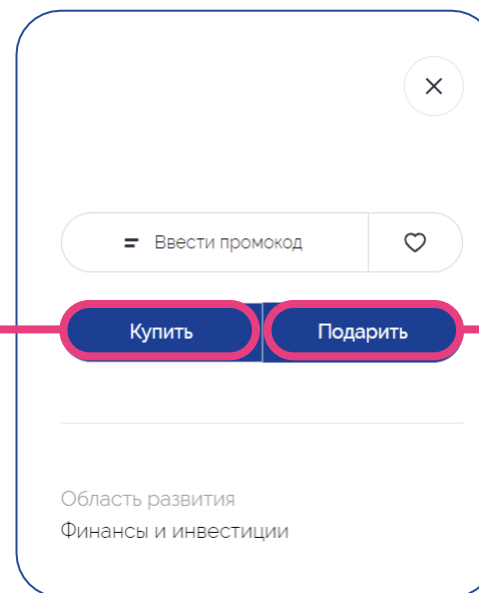 Ввести промокод
Купить
Подарить
Область развития
Финансы и инвестиции